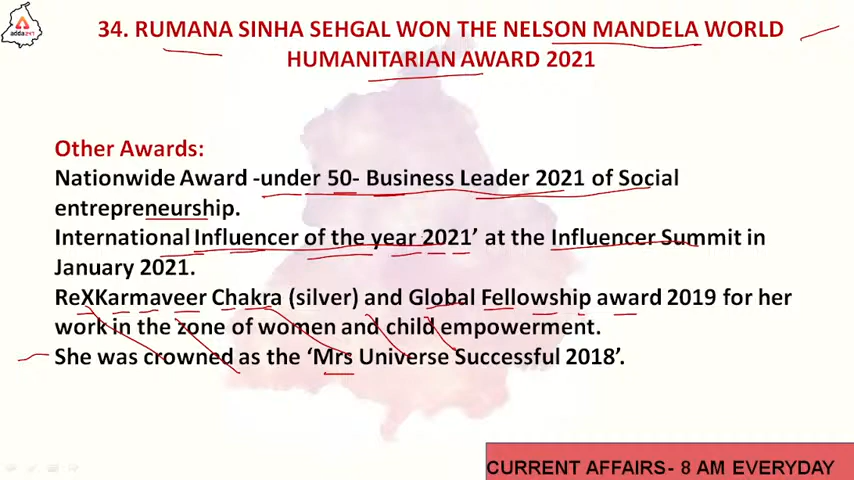 adda247
34. RUMANA SINHA SEHGAL WON THE NELSON MANDELA WORLD
HUMANITARIAN AWARD 2021
Other Awards:
Nationwide Award -under 50- Business Leader 2021 of Social
entrepreneurship.
International Influencer of the year 2021’ at the Influencer Summit in
January 2021.
ReXKarmaveer Chakra (silver) and Global Fellowship award 2019 for her
work in the zone of women and child empowerment.
She was crowned as the ‘Mrs Universe Successful 2018’.
CURRENT AFFAIRS- 8 AM EVERYDAY